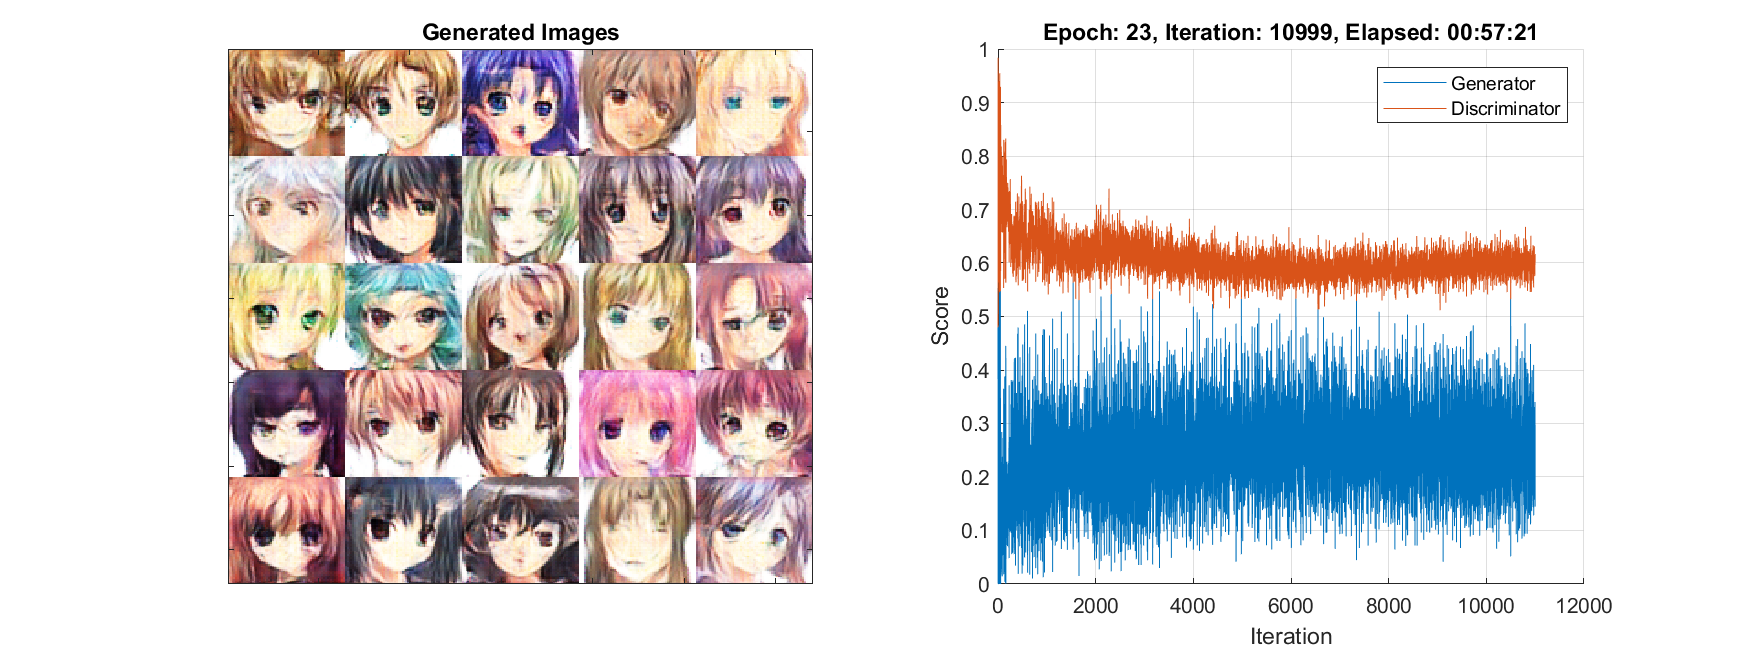 Generated Images
Epoch: 23, Iteration: 10999, Elapsed: 00:57:21
1
0.9
0.8
0.7
0.6
0.5
0.4
0.3
0.2
0.1
0
Score
Generator
Discriminator
0 2000 4000 6000 8000 10000 12000
Iteration